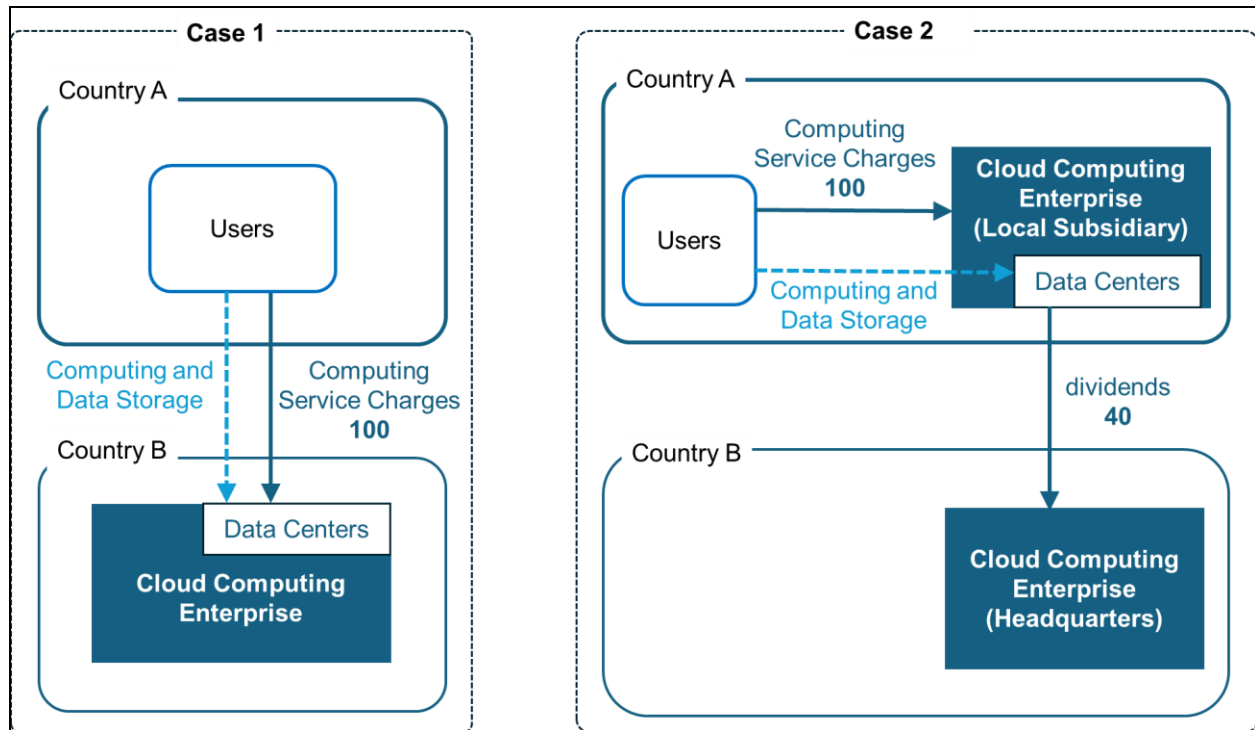 Case 1
Country A
Users
Computing and
Data Storage
Computing
Service Charges
100
Country B
Data Centers
Cloud Computing
Enterprise
Case 2
Country A
Computing
Service Charges
100
Users
Cloud Computing
Enterprise
(Local Subsidiary)
Data Centers
Computing and
Data Storage
dividends
40
Country B
Cloud Computing
Enterprise
(Headquarters)